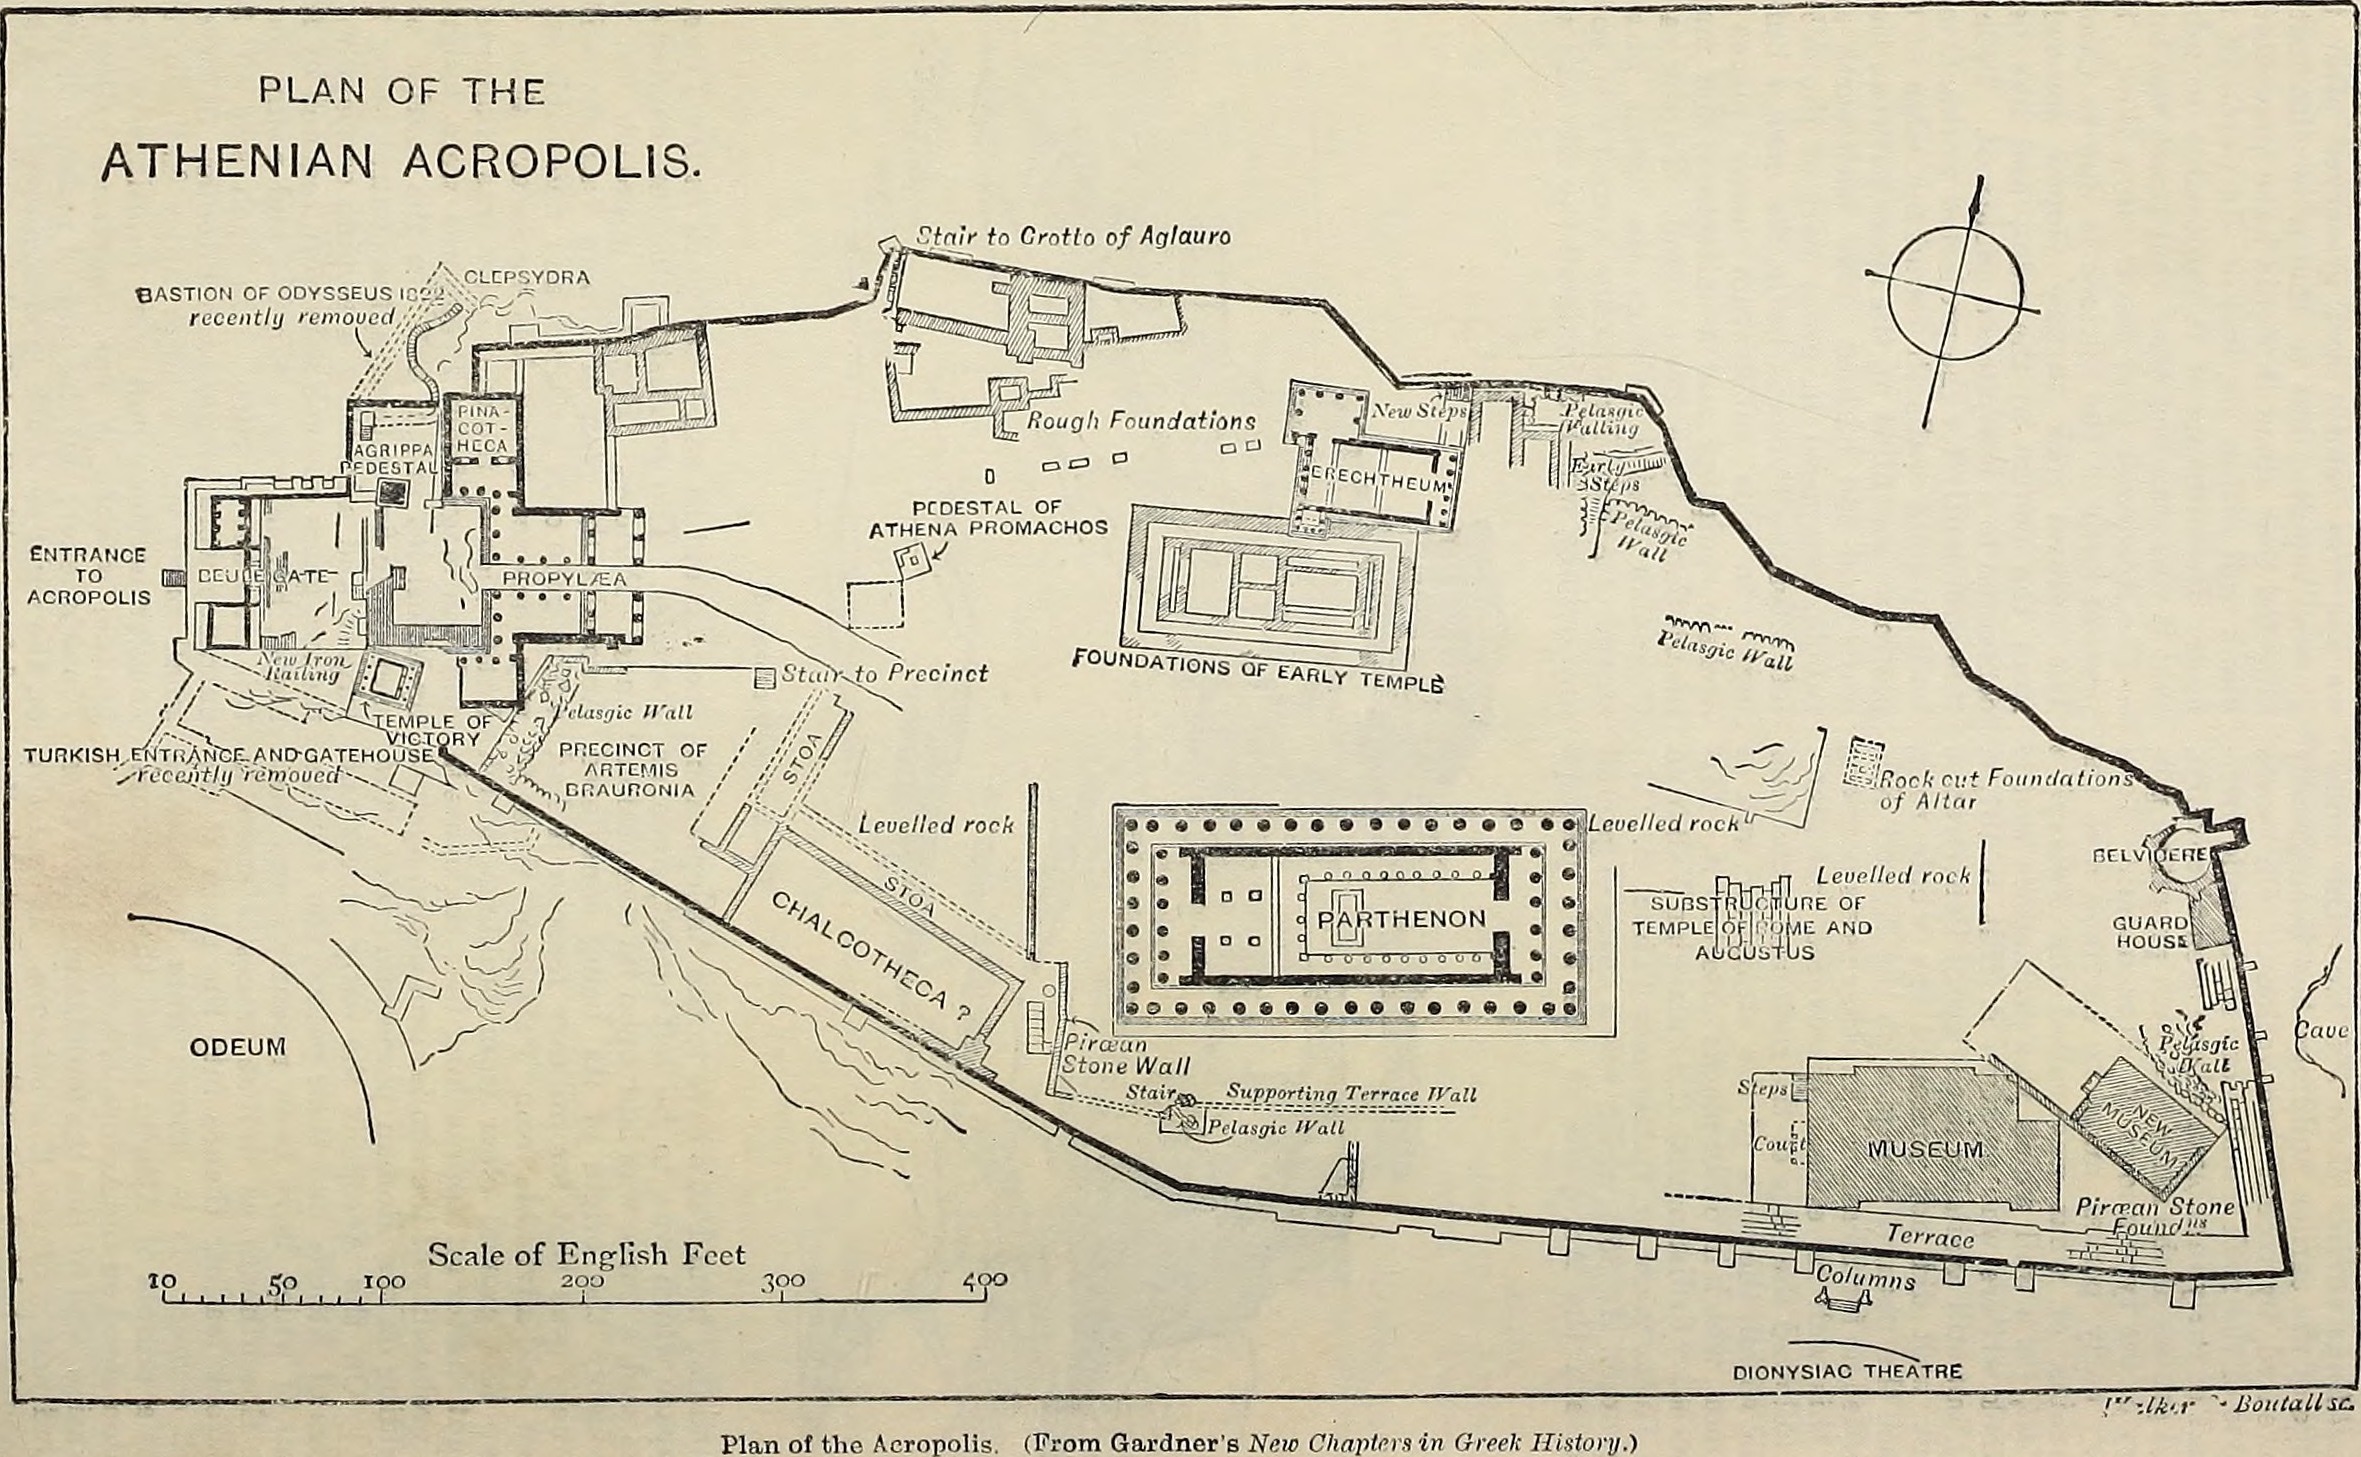 PLAN OF THE
ATHENIAN ACROPOLIS.
Stair to Grotto of Aglauro
CLEPSYDRA
BASTION OF ODYSSEUS 1822
recently removed
PINA-
COT-
HECA
AGRIPPA
PEDESTAL
Rough Foundations
New Steps
Pelasgic
Walling
ERECHTHEUM
Early
Steps
Pelasgic
Wall
PEDESTAL OF
ATHENA PROMACHOS
ENTRANCE
TO
ACROPOLIS
BEULE GATE
PROPYLÆA
FOUNDATIONS OF EARLY TEMPLE
Pelasgic Wall
New Iron
Railing
Stair to Precinct
TEMPLE OF
VICTORY
Pelasgic Wall
TURKISH ENTRANCE AND GATEHOUSE
recently removed
PRECINCT OF
ARTEMIS
BRAURONIA
STOA
Levelled rock
STOA
CHALCOTHECA ?
PARTHENON
Levelled rock
Rock cut Foundations
of Altar
Levelled rock
BELVIDERE
SUBSTRUCTURE OF
TEMPLE OF ROME AND
AUGUSTUS
GUARD
HOUSE
Cave
ODEUM
Piræan
Stone Wall
Stair
Supporting Terrace Wall
Pelasgic Wall
Steps
Court
MUSEUM
Pelasgic
Wall
NEW
MUSEUM
Piræan Stone
Found.ns
Terrace
Columns
DIONYSIAC THEATRE
Scale of English Feet
10 50 100 200 300 400
Boutall sc.
Plan of the Acropolis. (From Gardner's New Chapters in Greek History.)